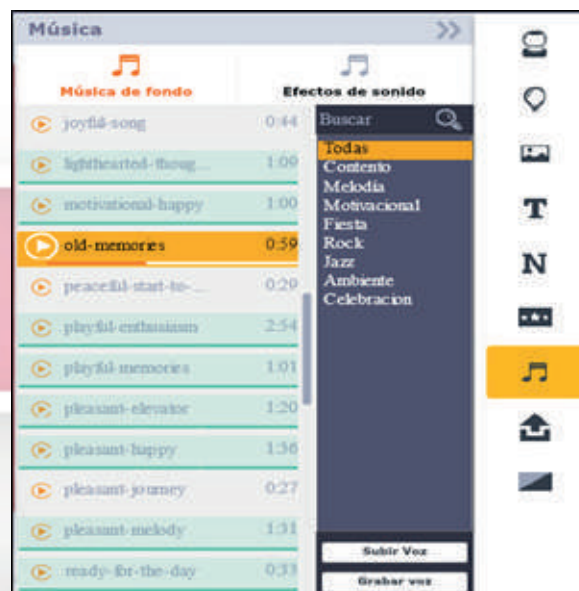 Música
Música de fondo
Efectos de sonido
joyful-song 0:44
lighthearted-thoug... 1:09
motivational-happy 1:00
old-memories 0:59
peaceful-start-to-... 0:29
playful-enthusiasm 2:54
playful-memories 1:01
pleasant-elevator 1:20
pleasant-happy 1:36
pleasant-journey 0:27
pleasant-melody 1:31
ready-for-the-day 0:33
Buscar
Todas
Contento
Melodia
Motivacional
Fiesta
Rock
Jazz
Ambiente
Celebracion
Subir Voz
Grabar voz
T
N